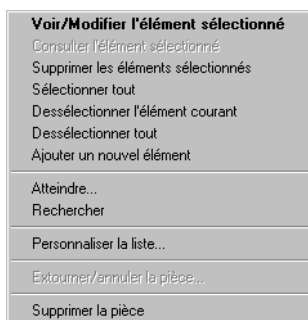 Voir/Modifier l'élément sélectionné
Consulter l'élément sélectionné
Supprimer les éléments sélectionnés
Sélectionner tout
Dessélectionner l'élément courant
Dessélectionner tout
Ajouter un nouvel élément
Atteindre...
Rechercher
Personnaliser la liste...
Extourner/annuler la pièce...
Supprimer la pièce